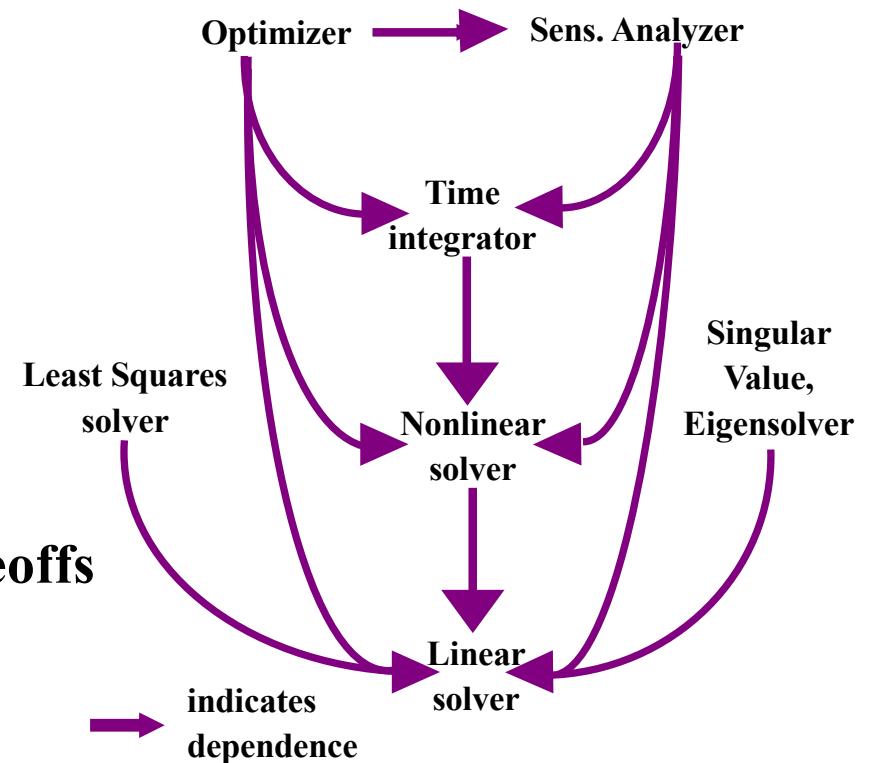 Optimizer
Sens. Analyzer
Time
integrator
Singular
Value,
Eigensolver
Least Squares
solver
Nonlinear
solver
eoffs
Linear
solver
indicates
dependence